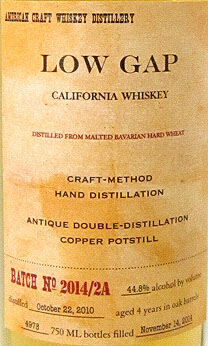 AMERICAN CRAFT WHISKEY DISTILLERY
LOW GAP
CALIFORNIA WHISKEY
DISTILLED FROM MALTED BAVARIAN HARD WHEAT
CRAFT-METHOD
HAND DISTILLATION
ANTIQUE DOUBLE-DISTILLATION
COPPER POTSTILL
BATCH Nº 2014/2A 44.8% alcohol by volume
distilled October 22, 2010 aged 4 years in oak barrels
4978 750 ML bottles filled November 14, 2014